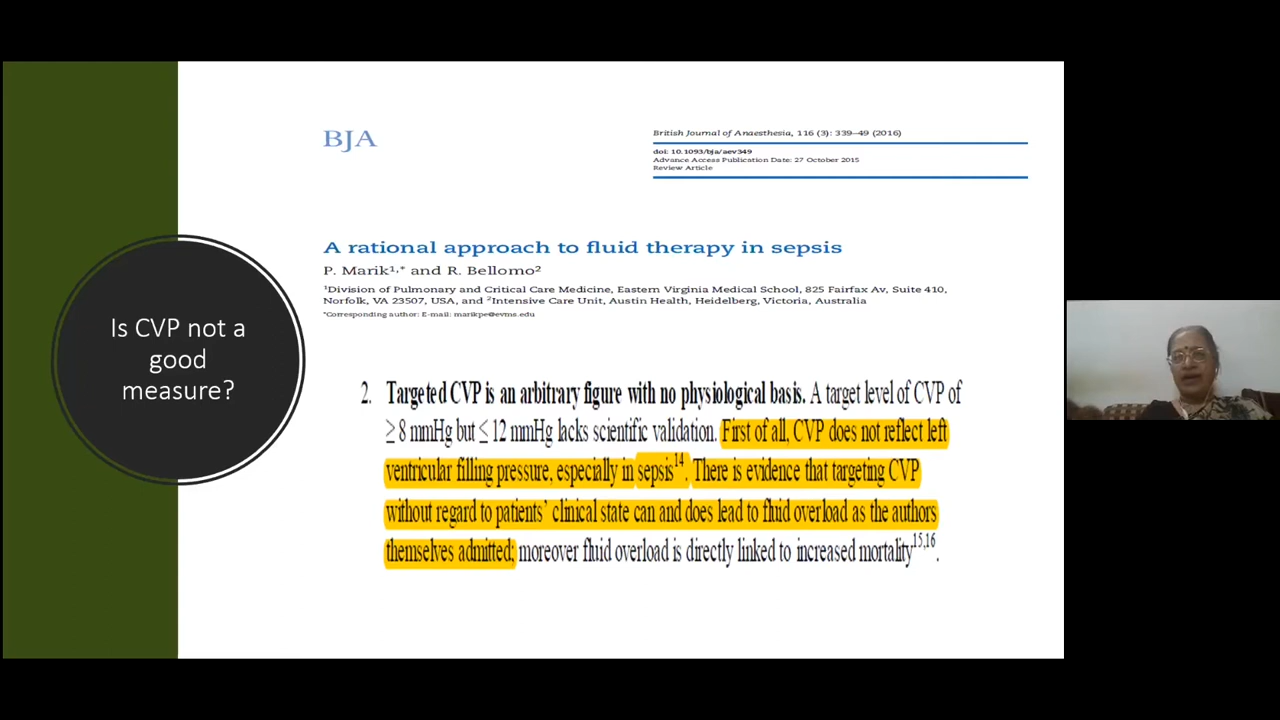 BJA
British Journal of Anaesthesia, 116 (3): 339–49 (2016)
doi: 10.1093/bja/aev349
Advance Access Publication Date: 27 October 2015
Review Article
A rational approach to fluid therapy in sepsis
P. Marik1,* and R. Bellomo2
1Division of Pulmonary and Critical Care Medicine, Eastern Virginia Medical School, 825 Fairfax Av, Suite 410,
Norfolk, VA 23507, USA, and 2Intensive Care Unit, Austin Health, Heidelberg, Victoria, Australia
*Corresponding author: E-mail: marikpe@evms.edu
Is CVP not a
good
measure?
2. Targeted CVP is an arbitrary figure with no physiological basis. A target level of CVP of
≥ 8 mmHg but ≤ 12 mmHg lacks scientific validation. First of all, CVP does not reflect left
ventricular filling pressure, especially in sepsis14. There is evidence that targeting CVP
without regard to patients’ clinical state can and does lead to fluid overload as the authors
themselves admitted; moreover fluid overload is directly linked to increased mortality15,16.